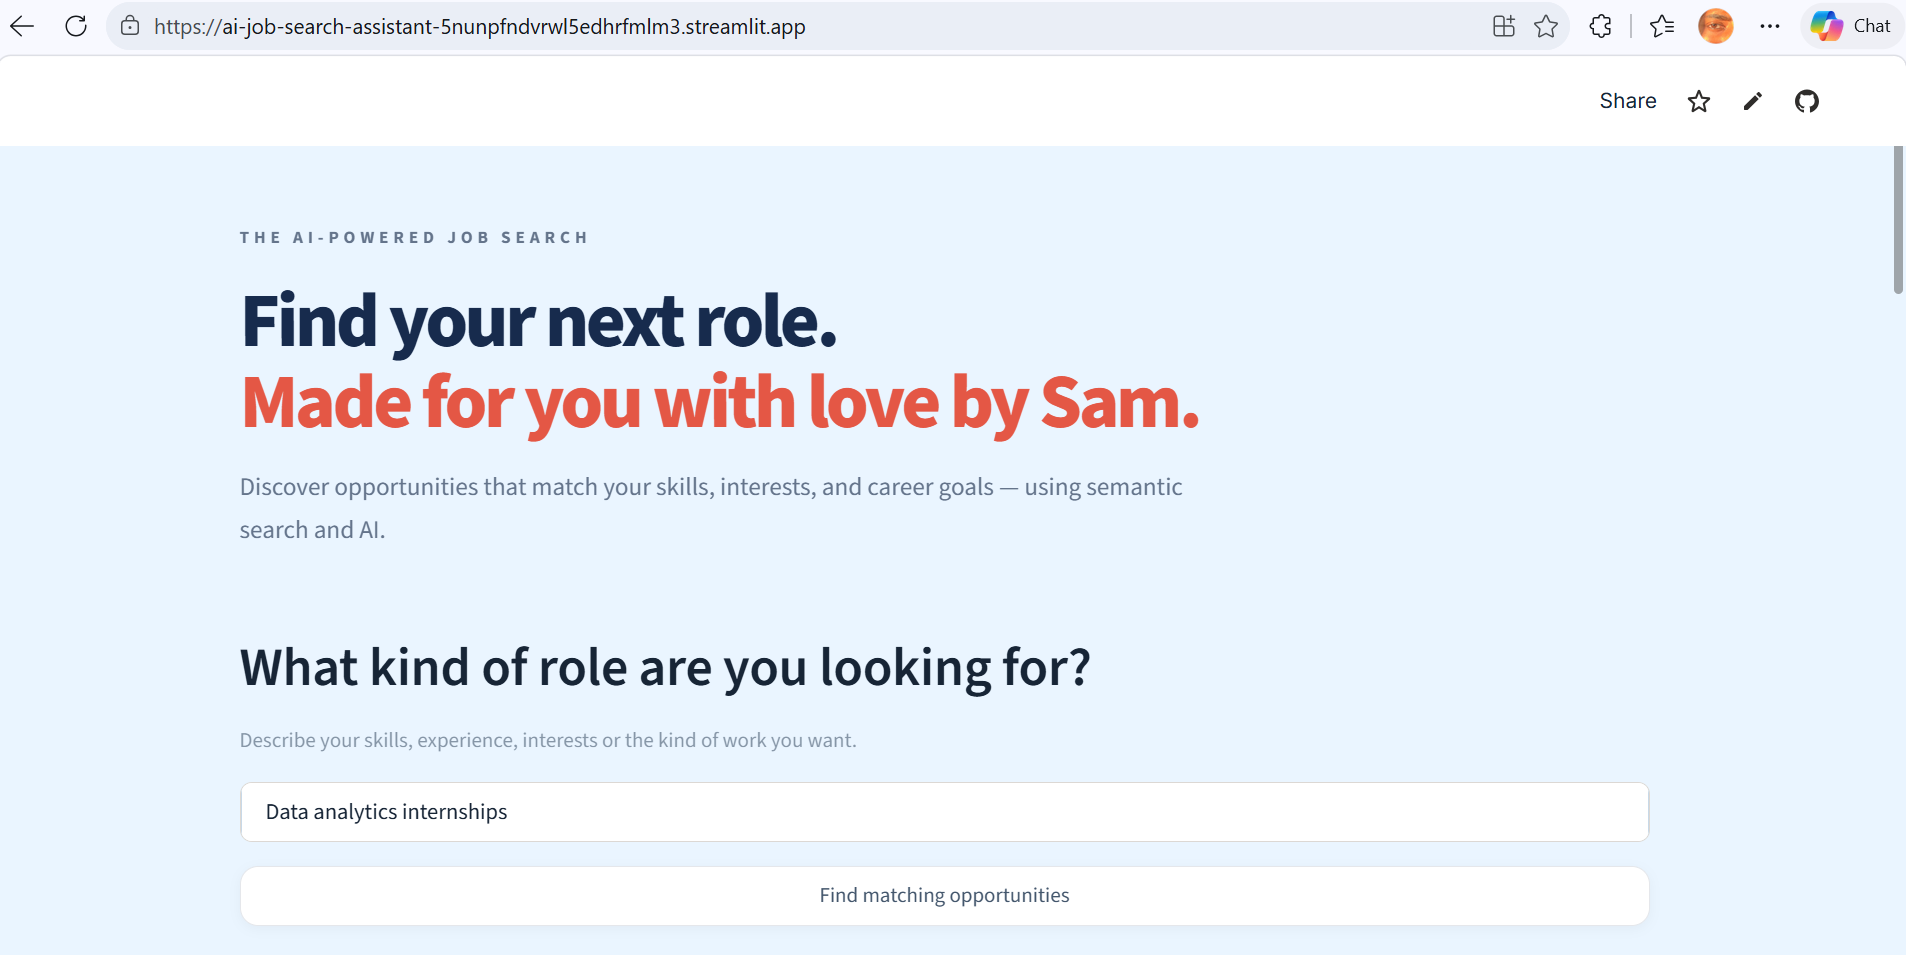 https://ai-job-search-assistant-5nunpfndvrwl5edhrfmlm3.streamlit.app
Chat
Share
THE AI-POWERED JOB SEARCH
Find your next role.
Made for you with love by Sam.
Discover opportunities that match your skills, interests, and career goals — using semantic
search and AI.
What kind of role are you looking for?
Describe your skills, experience, interests or the kind of work you want.
Data analytics internships
Find matching opportunities